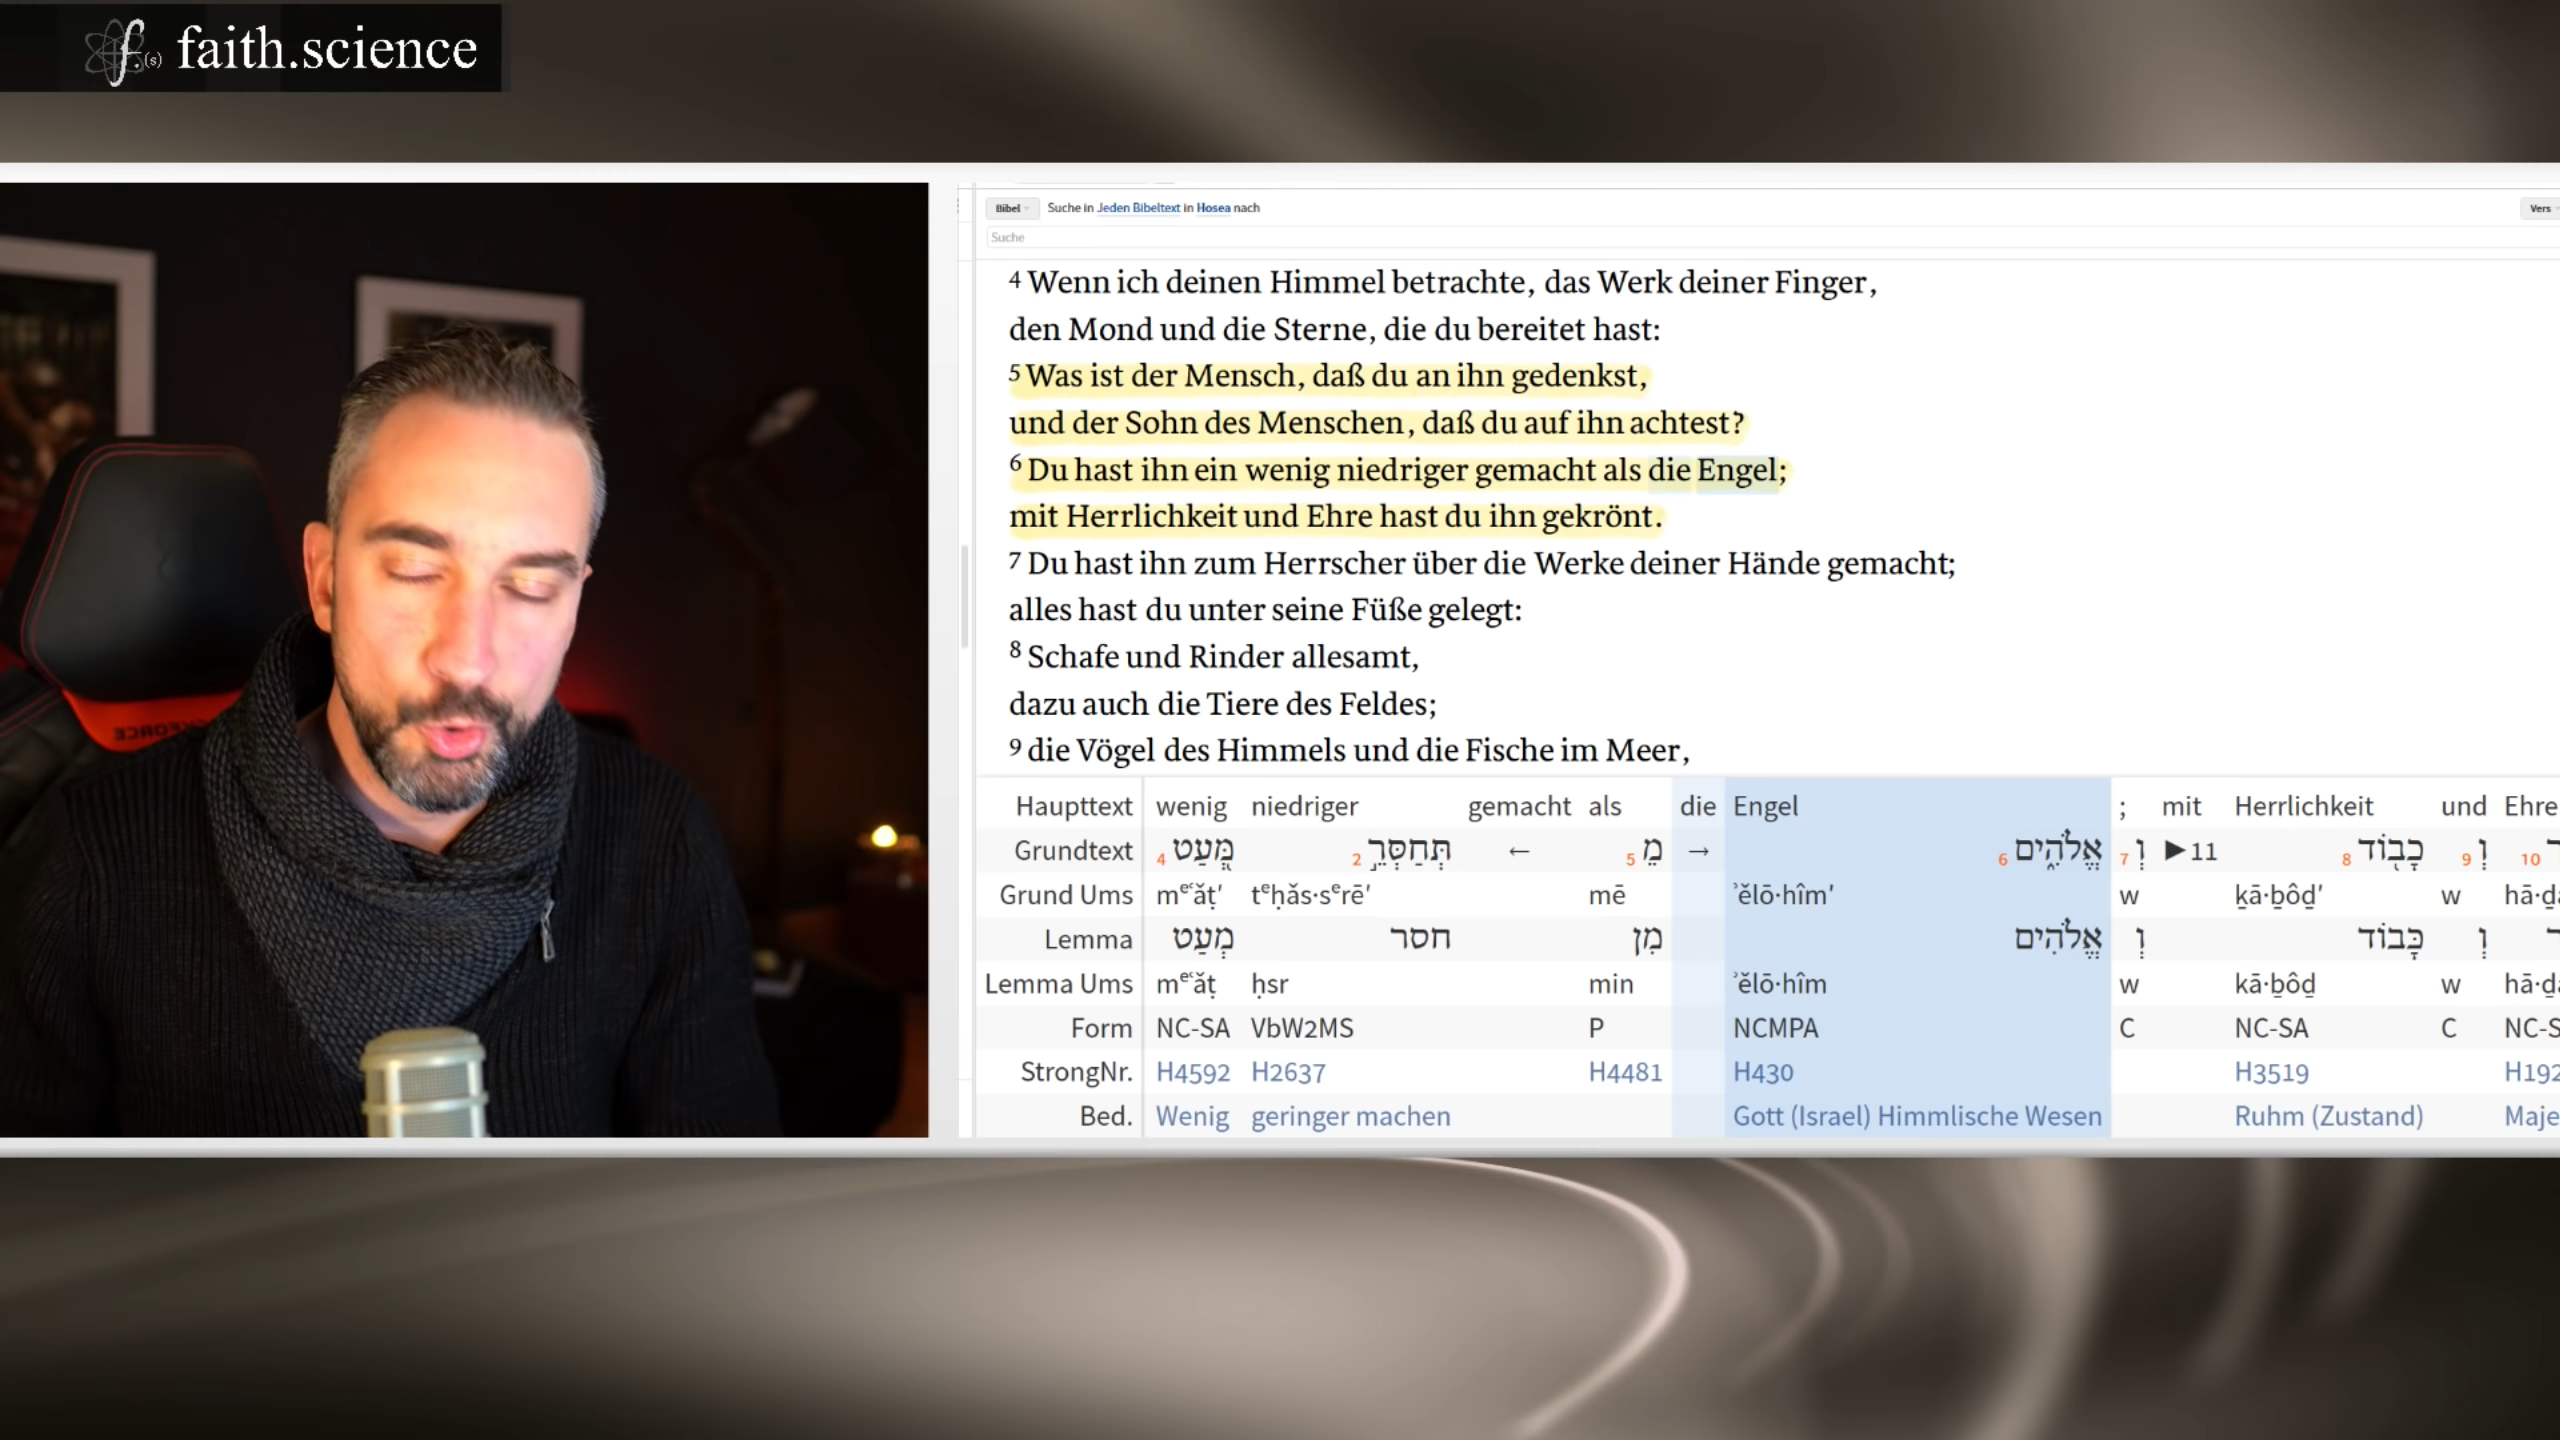 f.(s) faith.science
Bibel Suche in Jeden Bibeltext in Hosea nach Vers
Suche
4 Wenn ich deinen Himmel betrachte, das Werk deiner Finger,
den Mond und die Sterne, die du bereitet hast:
5 Was ist der Mensch, daß du an ihn gedenkst,
und der Sohn des Menschen, daß du auf ihn achtest?
6 Du hast ihn ein wenig niedriger gemacht als die Engel;
mit Herrlichkeit und Ehre hast du ihn gekrönt.
7 Du hast ihn zum Herrscher über die Werke deiner Hände gemacht;
alles hast du unter seine Füße gelegt:
8 Schafe und Rinder allesamt,
dazu auch die Tiere des Feldes;
9 die Vögel des Himmels und die Fische im Meer,
Haupttext wenig niedriger gemacht als die Engel ; mit Herrlichkeit und Ehre
Grundtext 4 מְּעַט 2 תְּחַסְּרֵ ← 5 מֵ → 6 אֱלֹהִים 7 וְ ▶11 8 כָבוֹד 9 וְ 10
Grund Ums mᵉʿăṭ′ tᵉḥăs·sᵉrē′ mē ʾĕlō·hîm′ w ḵā·ḇôḏ′ w
Lemma מְעַט חסר מִן אֱלֹהִים וְ כָּבוֹד וְ
Lemma Ums mᵉʿăṭ ḥsr min ʾĕlō·hîm w kā·ḇôḏ w
Form NC-SA VbW2MS P NCMPA C NC-SA C NC-S
StrongNr. H4592 H2637 H4481 H430 H3519 H192
Bed. Wenig geringer machen Gott (Israel) Himmlische Wesen Ruhm (Zustand) Maje